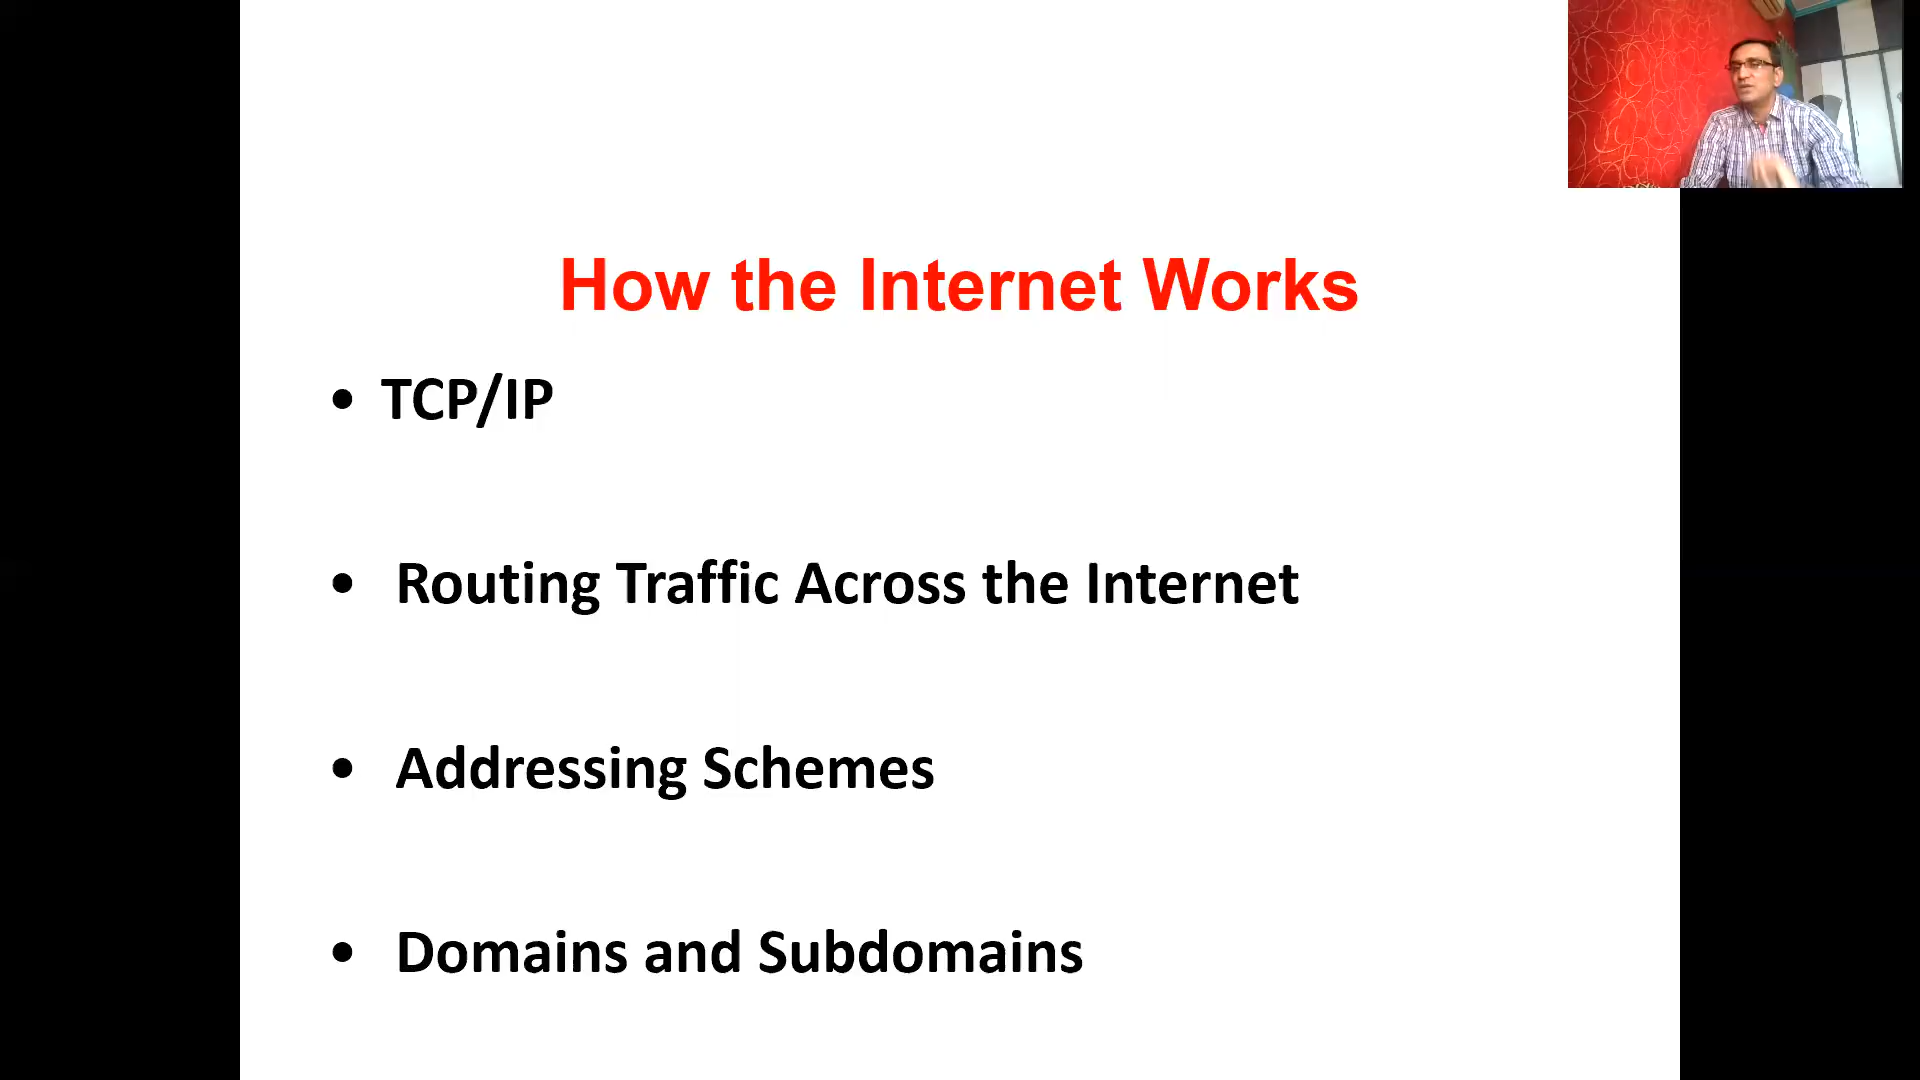 How the Internet Works
• TCP/IP
• Routing Traffic Across the Internet
• Addressing Schemes
• Domains and Subdomains